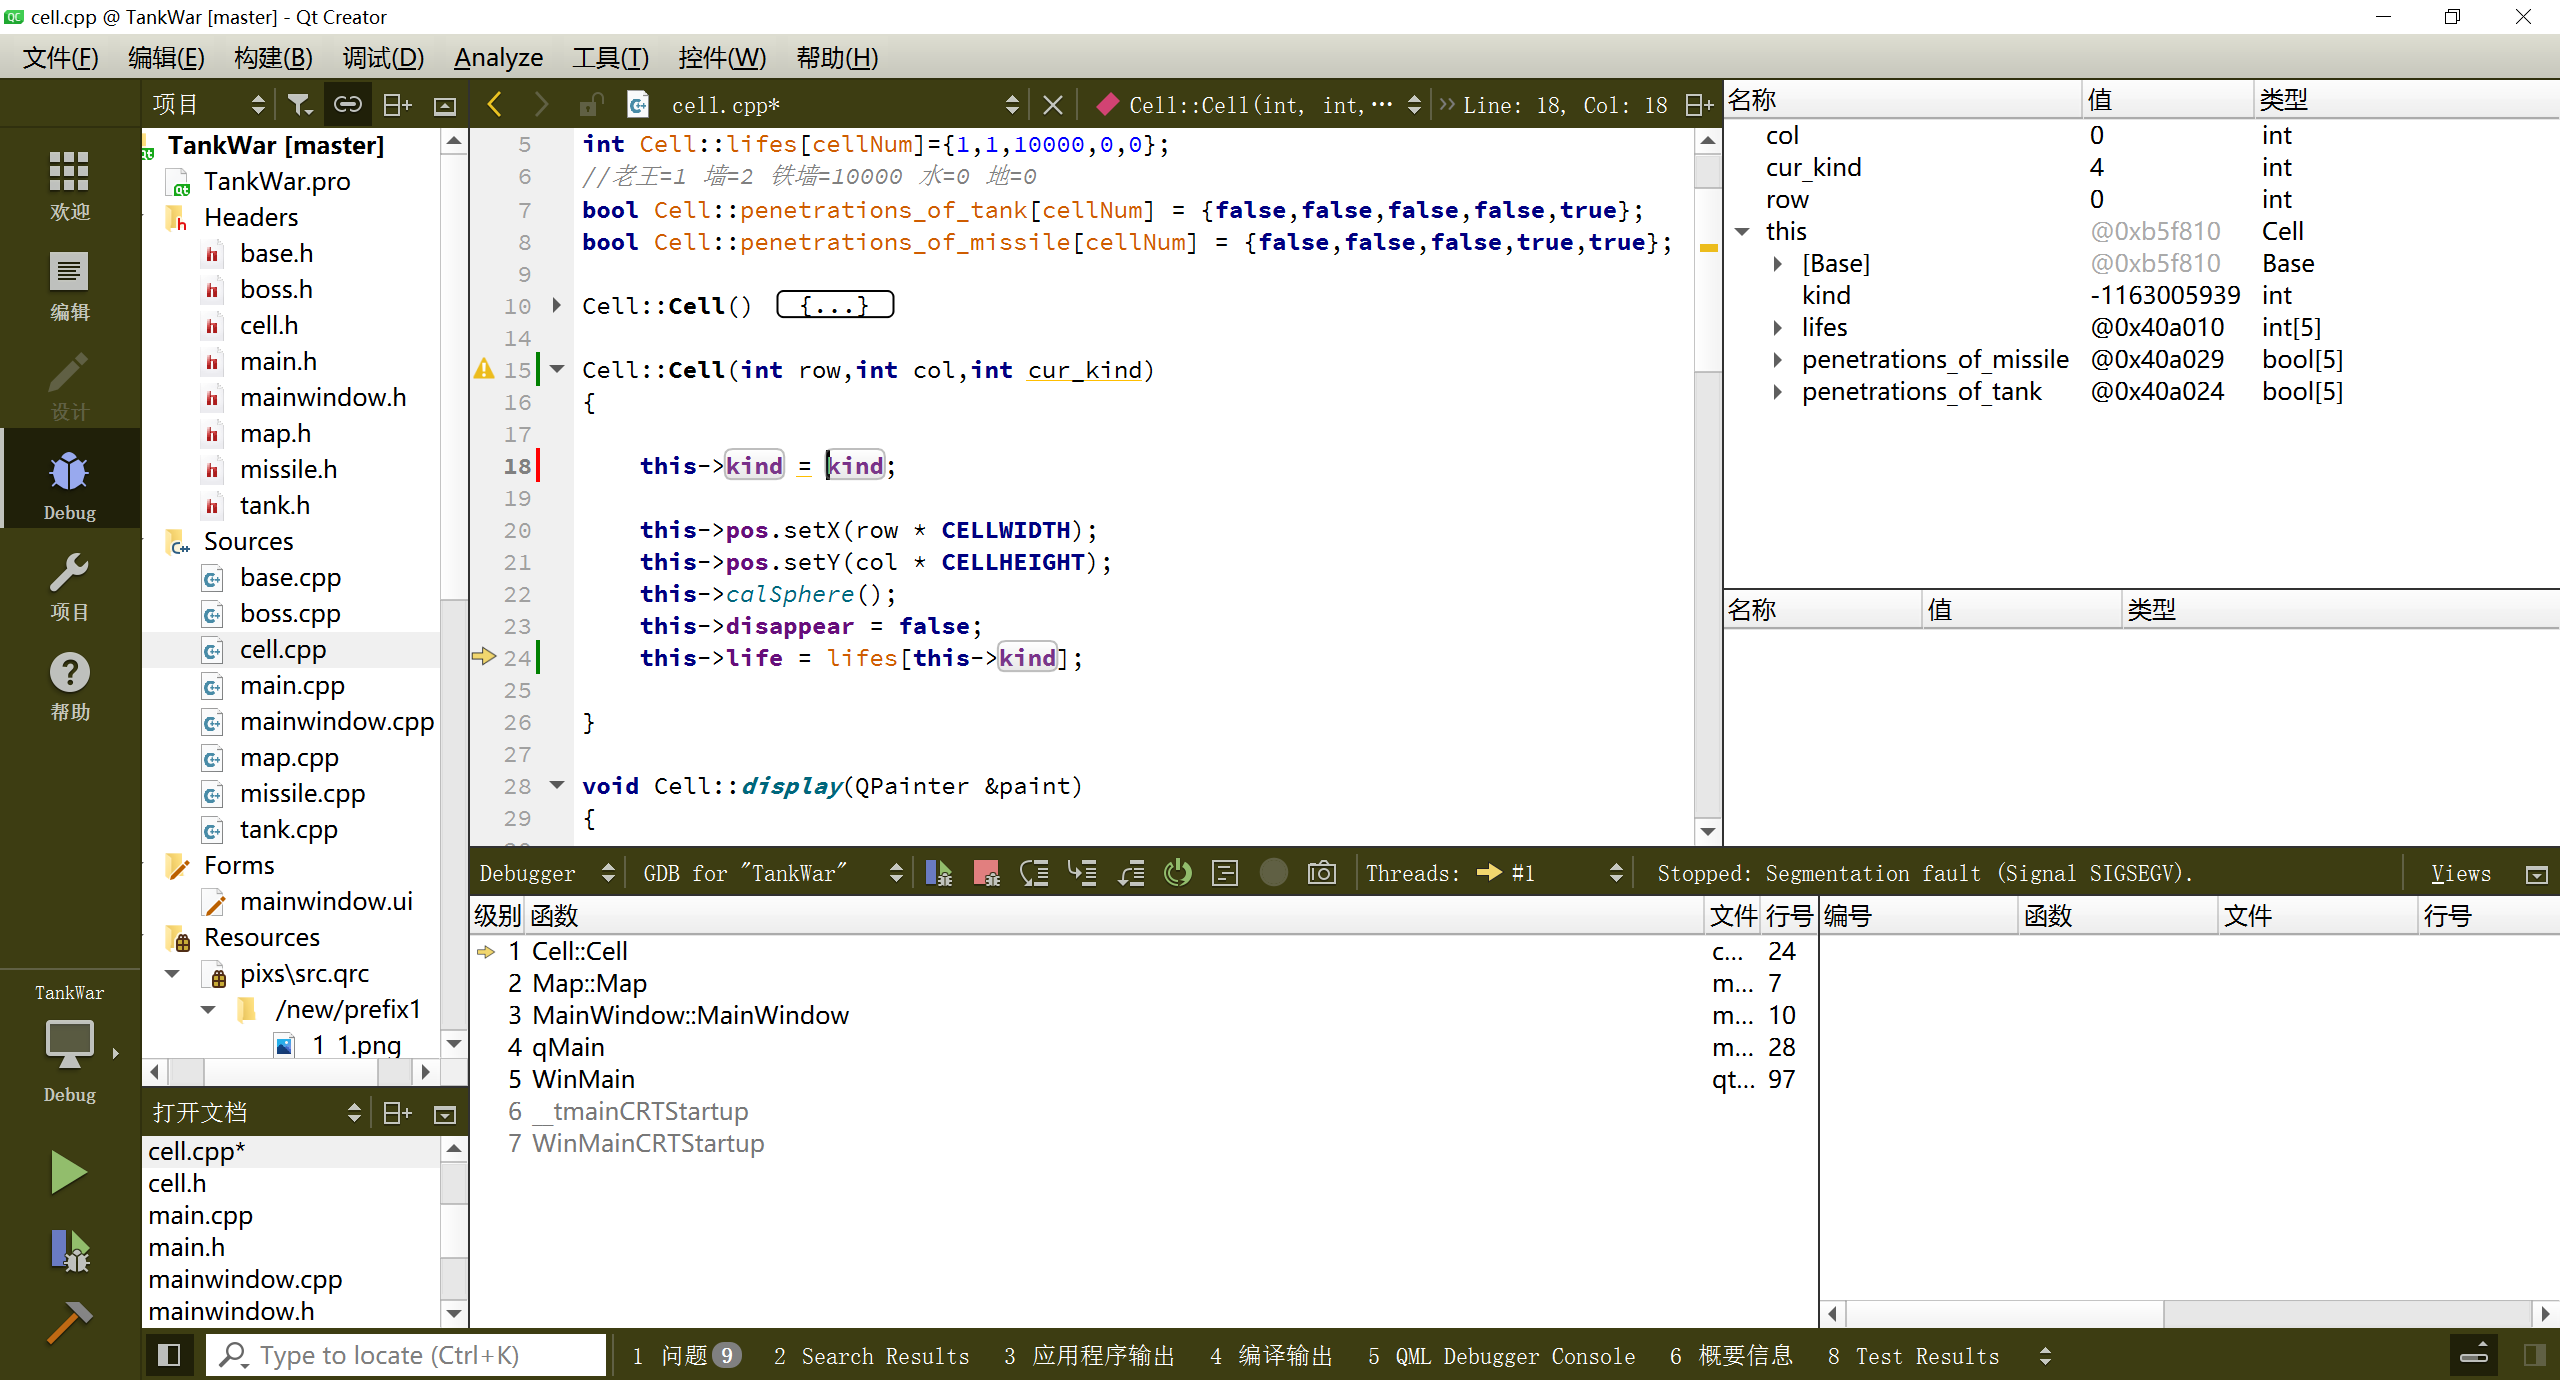 cell.cpp @ TankWar [master] - Qt Creator
文件(F) 编辑(E) 构建(B) 调试(D) Analyze 工具(T) 控件(W) 帮助(H)
项目
cell.cpp*
Cell::Cell(int, int,···
Line: 18, Col: 18
欢迎
编辑
设计
Debug
项目
帮助
TankWar
Debug
TankWar [master]
TankWar.pro
Headers
base.h
boss.h
cell.h
main.h
mainwindow.h
map.h
missile.h
tank.h
Sources
base.cpp
boss.cpp
cell.cpp
main.cpp
mainwindow.cpp
map.cpp
missile.cpp
tank.cpp
Forms
mainwindow.ui
Resources
pixs\src.qrc
/new/prefix1
1_1.png
打开文档
cell.cpp*
cell.h
main.cpp
main.h
mainwindow.cpp
mainwindow.h
5 int Cell::lifes[cellNum]={1,1,10000,0,0};
6 //老王=1 墙=2 铁墙=10000 水=0 地=0
7 bool Cell::penetrations_of_tank[cellNum] = {false,false,false,false,true};
8 bool Cell::penetrations_of_missile[cellNum] = {false,false,false,true,true};
9
10 Cell::Cell() {...}
14
15 Cell::Cell(int row,int col,int cur_kind)
16 {
17
18 this->kind = kind;
19
20 this->pos.setX(row * CELLWIDTH);
21 this->pos.setY(col * CELLHEIGHT);
22 this->calSphere();
23 this->disappear = false;
24 this->life = lifes[this->kind];
25
26 }
27
28 void Cell::display(QPainter &paint)
29 {
名称 值 类型
col 0 int
cur_kind 4 int
row 0 int
this @0xb5f810 Cell
[Base] @0xb5f810 Base
kind -1163005939 int
lifes @0x40a010 int[5]
penetrations_of_missile @0x40a029 bool[5]
penetrations_of_tank @0x40a024 bool[5]
名称 值 类型
Debugger GDB for "TankWar" Threads: #1 Stopped: Segmentation fault (Signal SIGSEGV). Views
级别 函数 文件 行号 编号 函数 文件 行号
1 Cell::Cell c... 24
2 Map::Map m... 7
3 MainWindow::MainWindow m... 10
4 qMain m... 28
5 WinMain qt... 97
6 __tmainCRTStartup
7 WinMainCRTStartup
Type to locate (Ctrl+K) 1 问题 9 2 Search Results 3 应用程序输出 4 编译输出 5 QML Debugger Console 6 概要信息 8 Test Results